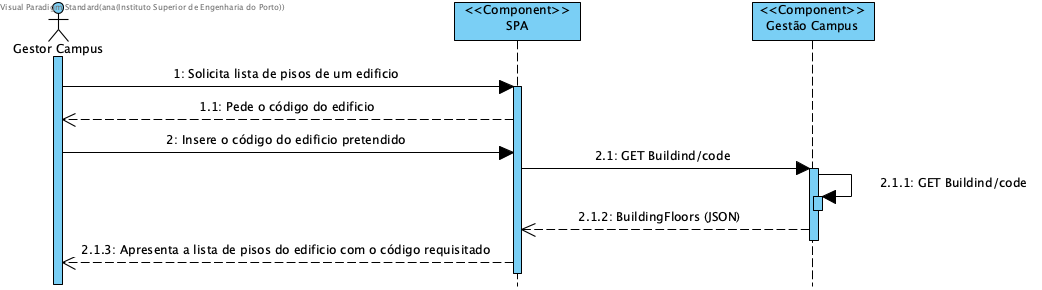 Visual Paradigm Standard(ana(Instituto Superior de Engenharia do Porto))
Gestor Campus
<<Component>>
SPA
<<Component>>
Gestão Campus
1: Solicita lista de pisos de um edificio
1.1: Pede o código do edificio
2: Insere o código do edificio pretendido
2.1: GET Buildind/code
2.1.1: GET Buildind/code
2.1.2: BuildingFloors (JSON)
2.1.3: Apresenta a lista de pisos do edificio com o código requisitado